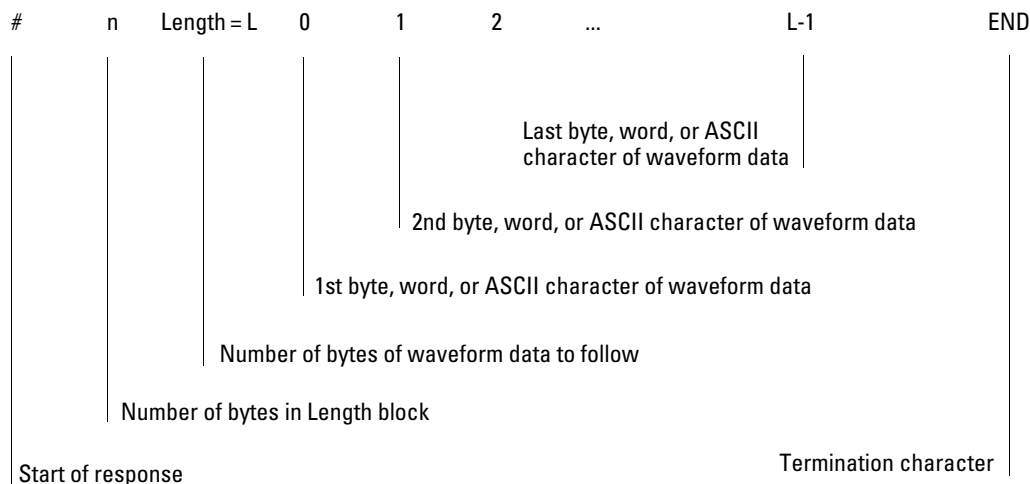 # n Length = L 0 1 2 ... L-1 END
Last byte, word, or ASCII
character of waveform data
2nd byte, word, or ASCII character of waveform data
1st byte, word, or ASCII character of waveform data
Number of bytes of waveform data to follow
Number of bytes in Length block
Termination character
Start of response